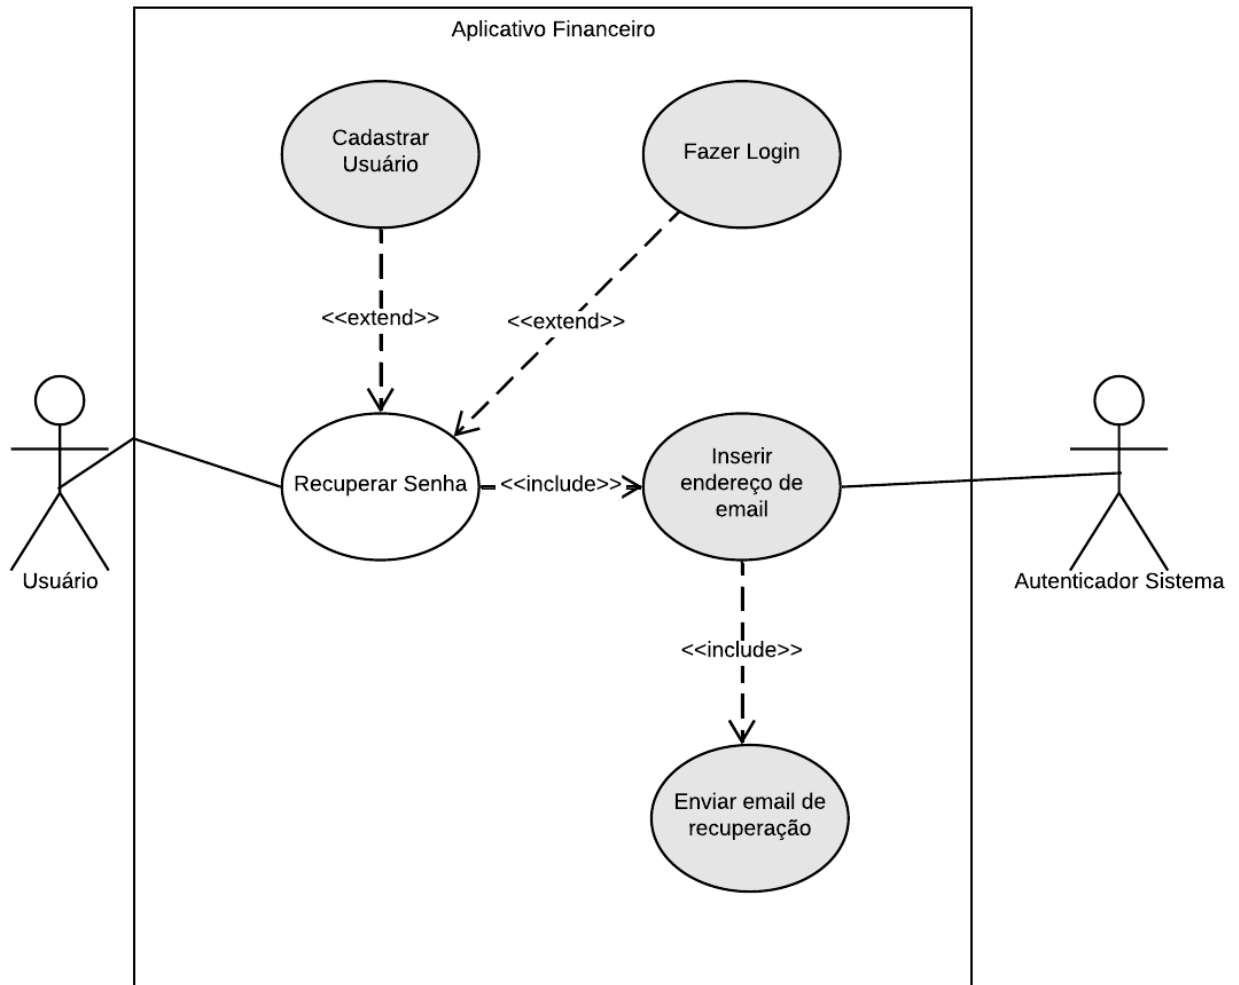 Aplicativo Financeiro
Cadastrar
Usuário
Fazer Login
<<extend>>
<<extend>>
Recuperar Senha
<<include>>
Inserir
endereço de
email
Usuário
Autenticador Sistema
<<include>>
Enviar email de
recuperação